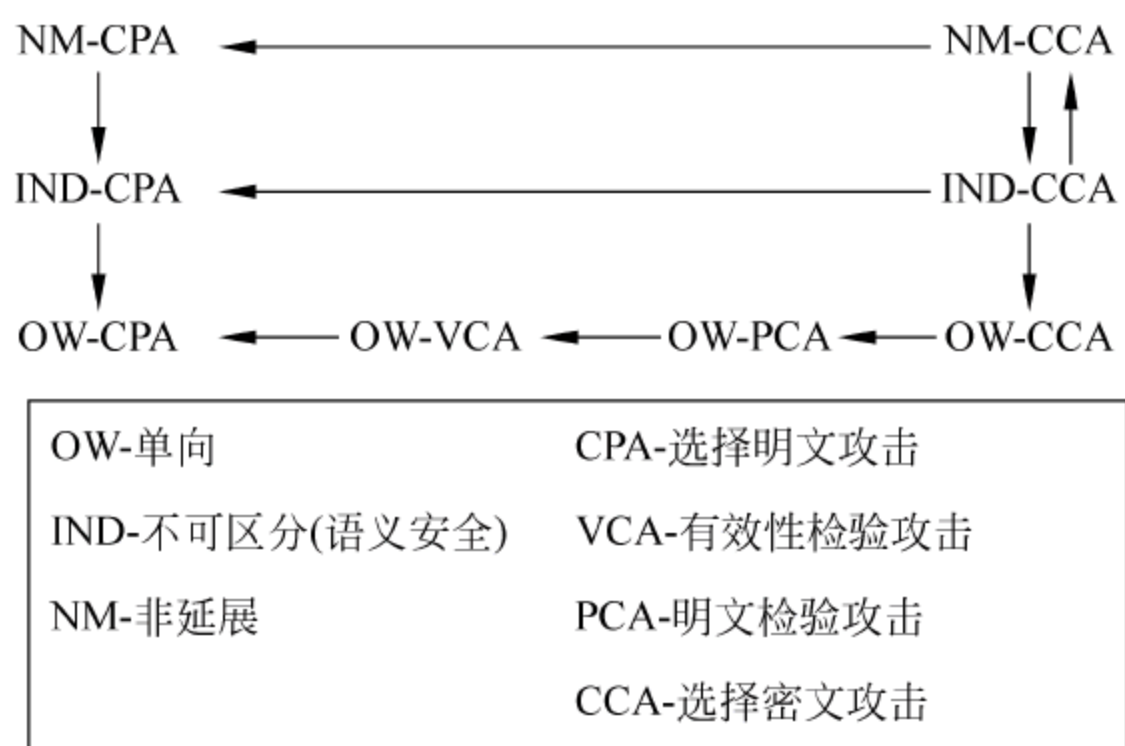 NM-CPA NM-CCA
IND-CPA IND-CCA
OW-CPA OW-VCA OW-PCA OW-CCA
OW-单向 CPA-选择明文攻击
IND-不可区分(语义安全) VCA-有效性检验攻击
NM-非延展 PCA-明文检验攻击
CCA-选择密文攻击